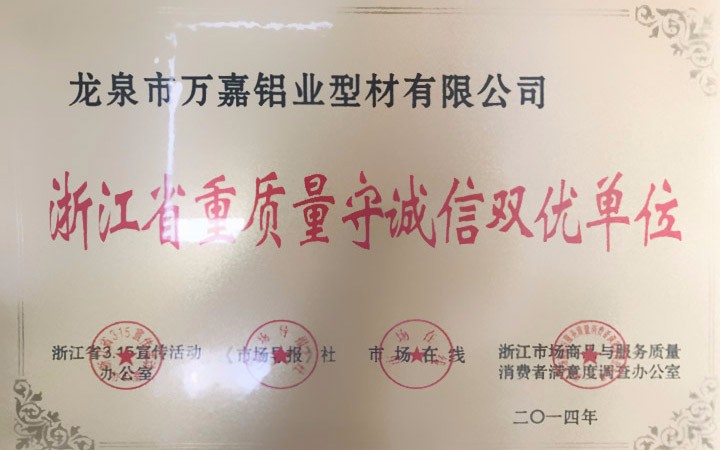 龙泉市万嘉铝业型材有限公司
浙江省重质量守诚信双优单位
浙江省3.15宣传活动 《市场导报》社 市场在线 浙江市场商品与服务质量
办公室 消费者满意度调查办公室
二〇一四年